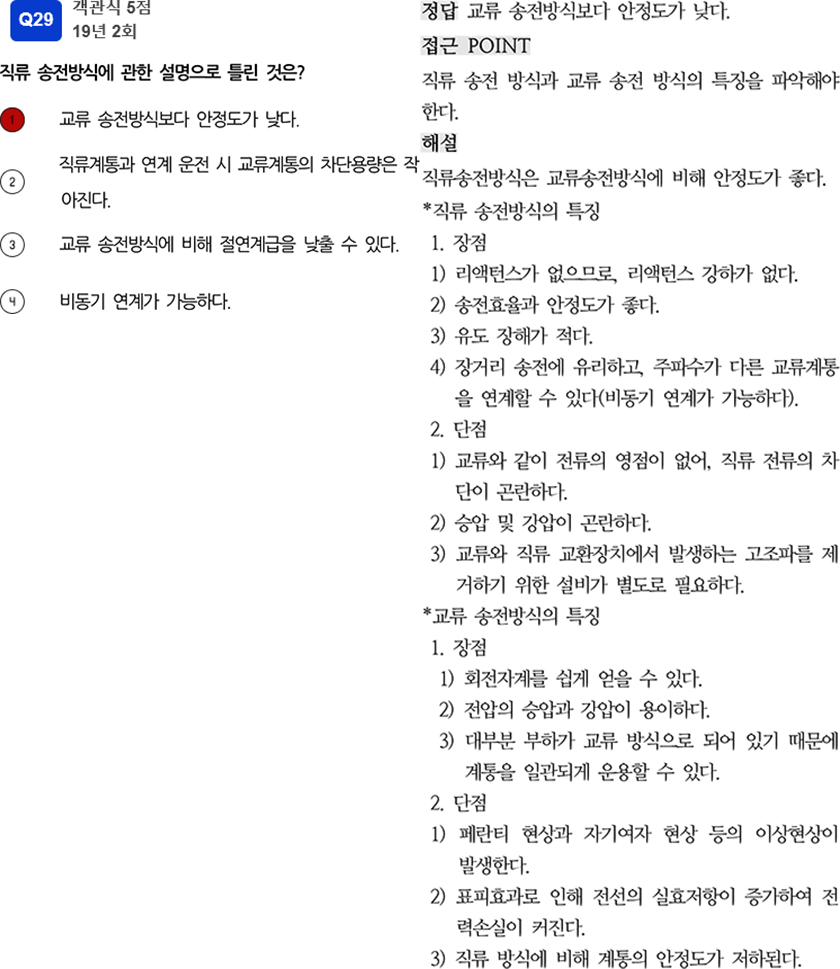 Q29
객관식 5점
19년 2회
직류 송전방식에 관한 설명으로 틀린 것은?
1 교류 송전방식보다 안정도가 낮다.
2 직류계통과 연계 운전 시 교류계통의 차단용량은 작
아진다.
3 교류 송전방식에 비해 절연계급을 낮출 수 있다.
4 비동기 연계가 가능하다.
정답 교류 송전방식보다 안정도가 낮다.
접근 POINT
직류 송전 방식과 교류 송전 방식의 특징을 파악해야
한다.
해설
직류송전방식은 교류송전방식에 비해 안정도가 좋다.
*직류 송전방식의 특징
1. 장점
1) 리액턴스가 없으므로, 리액턴스 강하가 없다.
2) 송전효율과 안정도가 좋다.
3) 유도 장해가 적다.
4) 장거리 송전에 유리하고, 주파수가 다른 교류계통
을 연계할 수 있다(비동기 연계가 가능하다).
2. 단점
1) 교류와 같이 전류의 영점이 없어, 직류 전류의 차
단이 곤란하다.
2) 승압 및 강압이 곤란하다.
3) 교류와 직류 교환장치에서 발생하는 고조파를 제
거하기 위한 설비가 별도로 필요하다.
*교류 송전방식의 특징
1. 장점
1) 회전자계를 쉽게 얻을 수 있다.
2) 전압의 승압과 강압이 용이하다.
3) 대부분 부하가 교류 방식으로 되어 있기 때문에
계통을 일관되게 운용할 수 있다.
2. 단점
1) 페란티 현상과 자기여자 현상 등의 이상현상이
발생한다.
2) 표피효과로 인해 전선의 실효저항이 증가하여 전
력손실이 커진다.
3) 직류 방식에 비해 계통의 안정도가 저하된다.